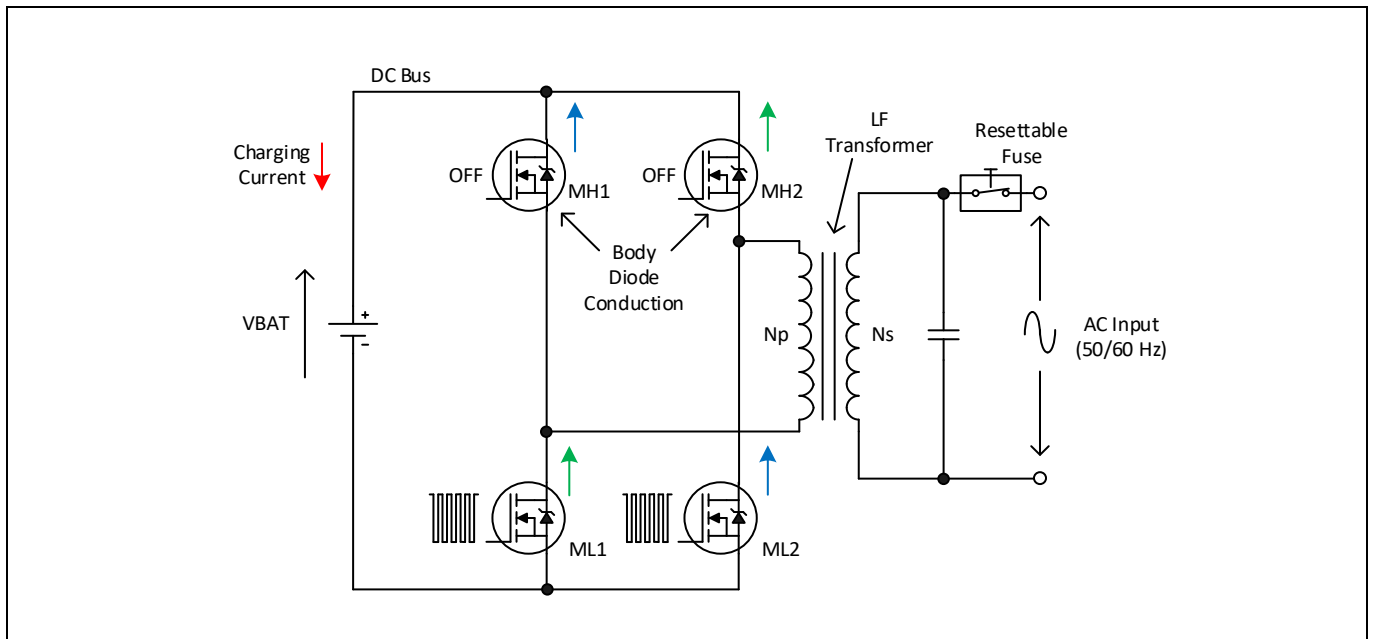 DC Bus
LF
Transformer
Resettable
Fuse
Charging
Current
OFF
MH1
OFF
MH2
Body
Diode
Conduction
VBAT
+
-
Np
Ns
AC Input
(50/60 Hz)
ML1
ML2